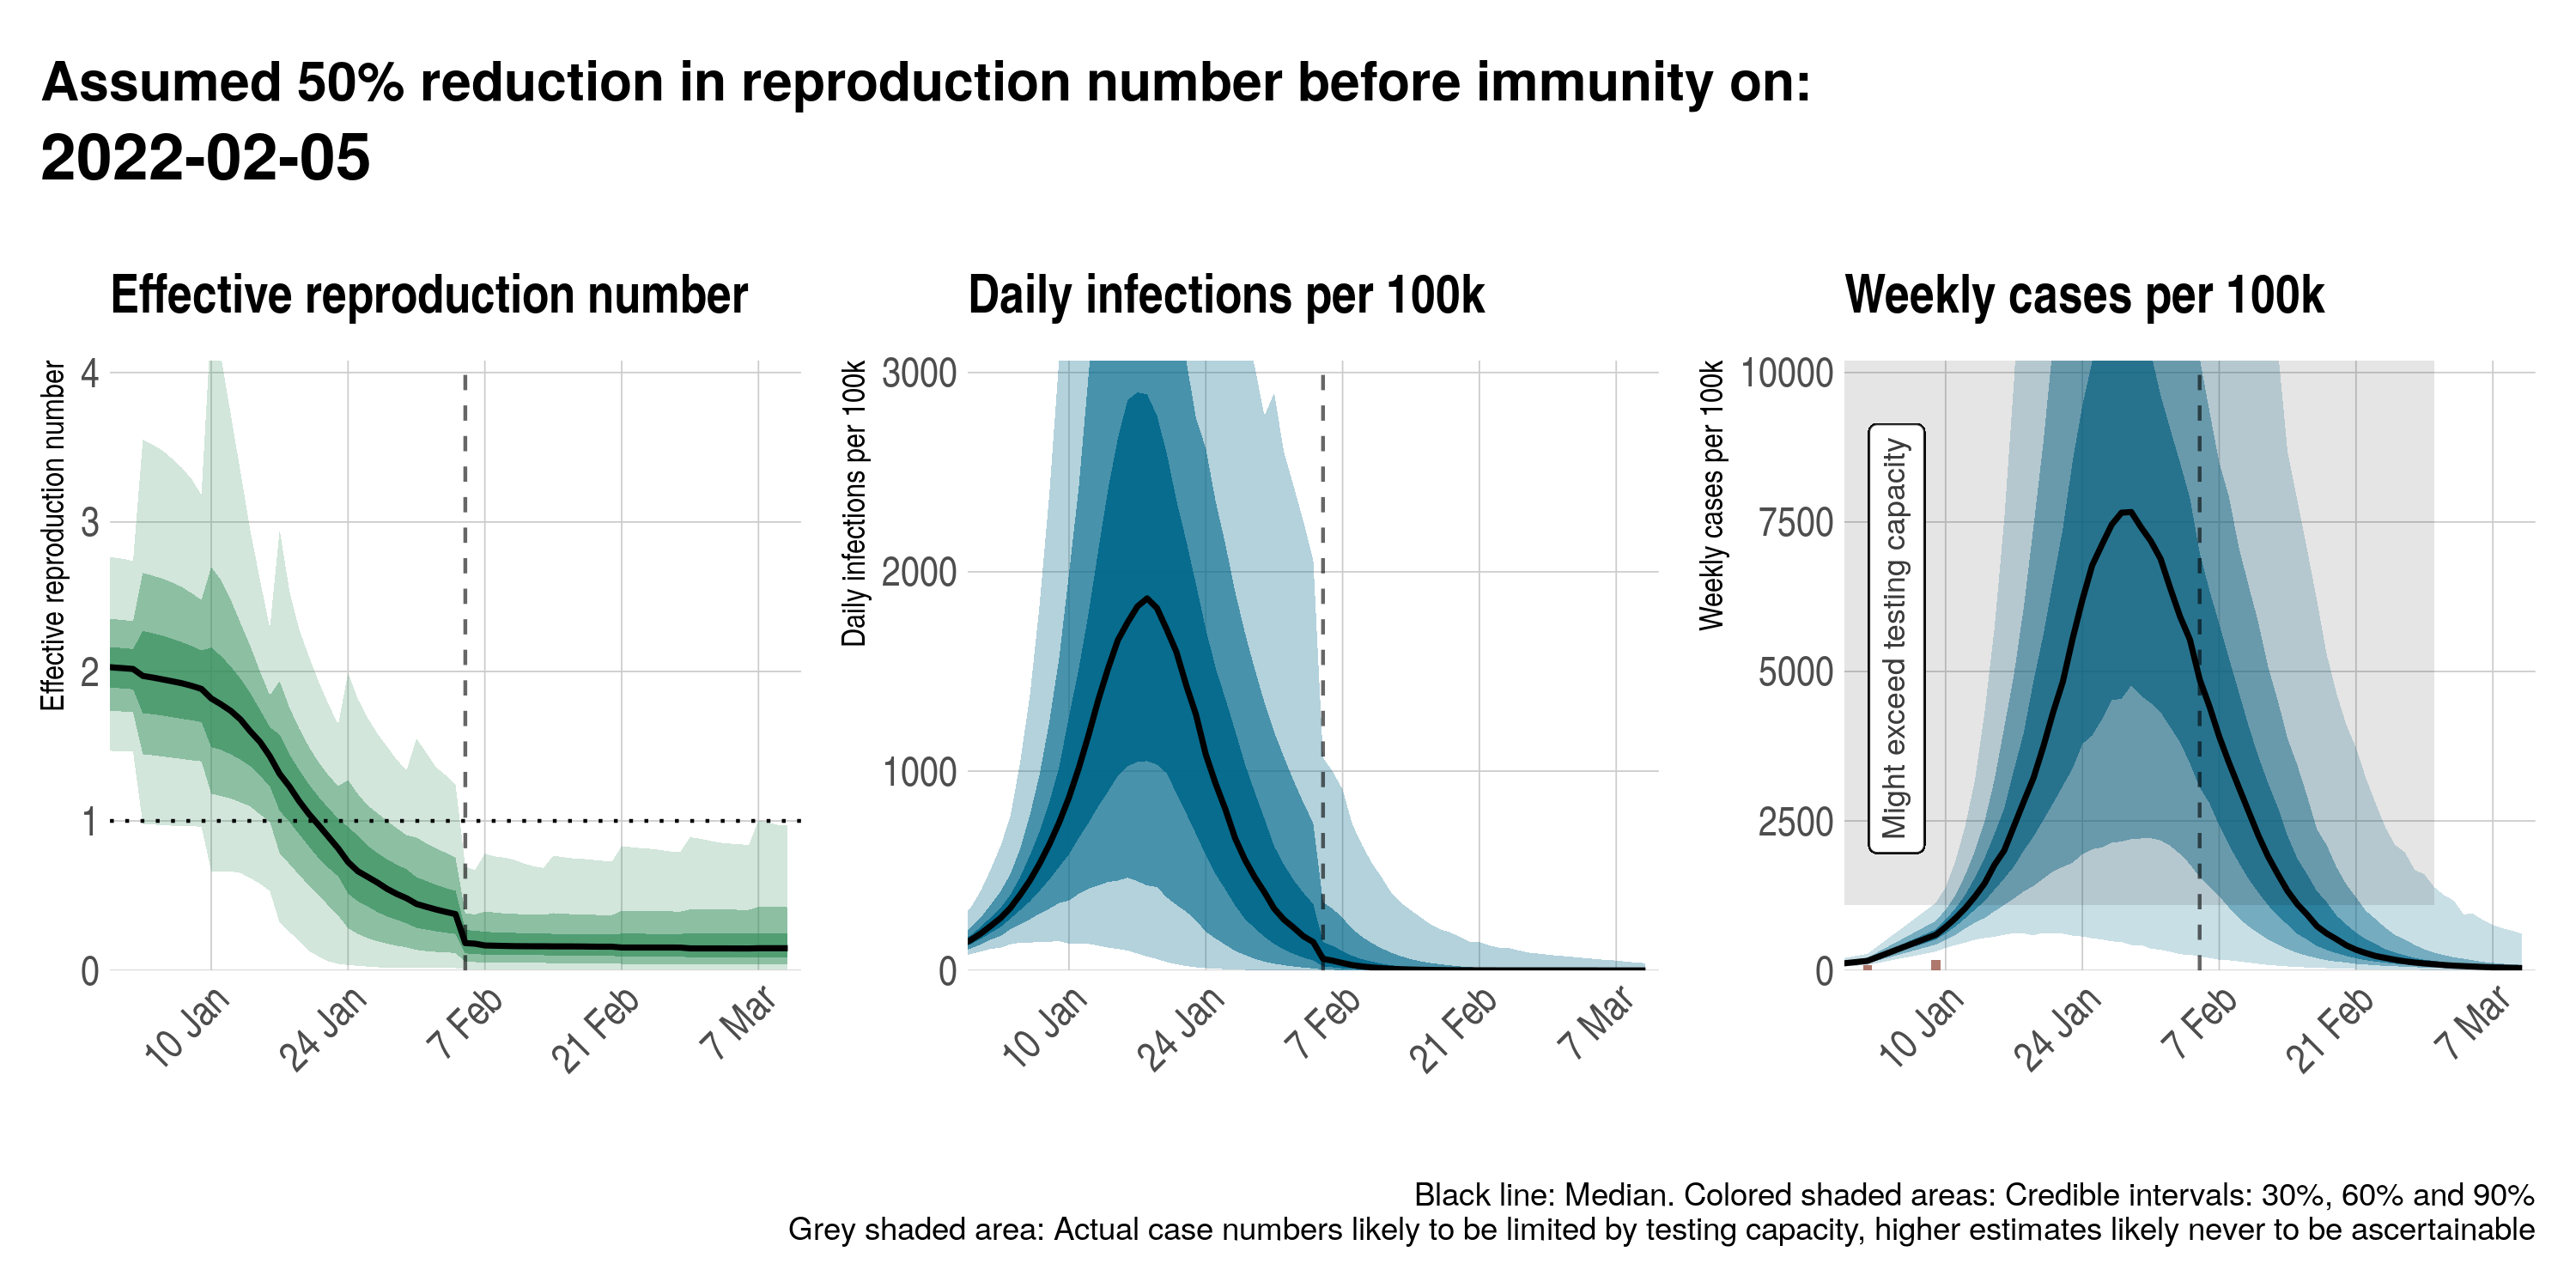 Assumed 50% reduction in reproduction number before immunity on:
2022-02-05
Effective reproduction number
Effective reproduction number
4
3
2
1
0
10 Jan
24 Jan
7 Feb
21 Feb
7 Mar
Daily infections per 100k
Daily infections per 100k
3000
2000
1000
0
10 Jan
24 Jan
7 Feb
21 Feb
7 Mar
Weekly cases per 100k
Weekly cases per 100k
10000
7500
5000
2500
0
Might exceed testing capacity
10 Jan
24 Jan
7 Feb
21 Feb
7 Mar
Black line: Median. Colored shaded areas: Credible intervals: 30%, 60% and 90%
Grey shaded area: Actual case numbers likely to be limited by testing capacity, higher estimates likely never to be ascertainable